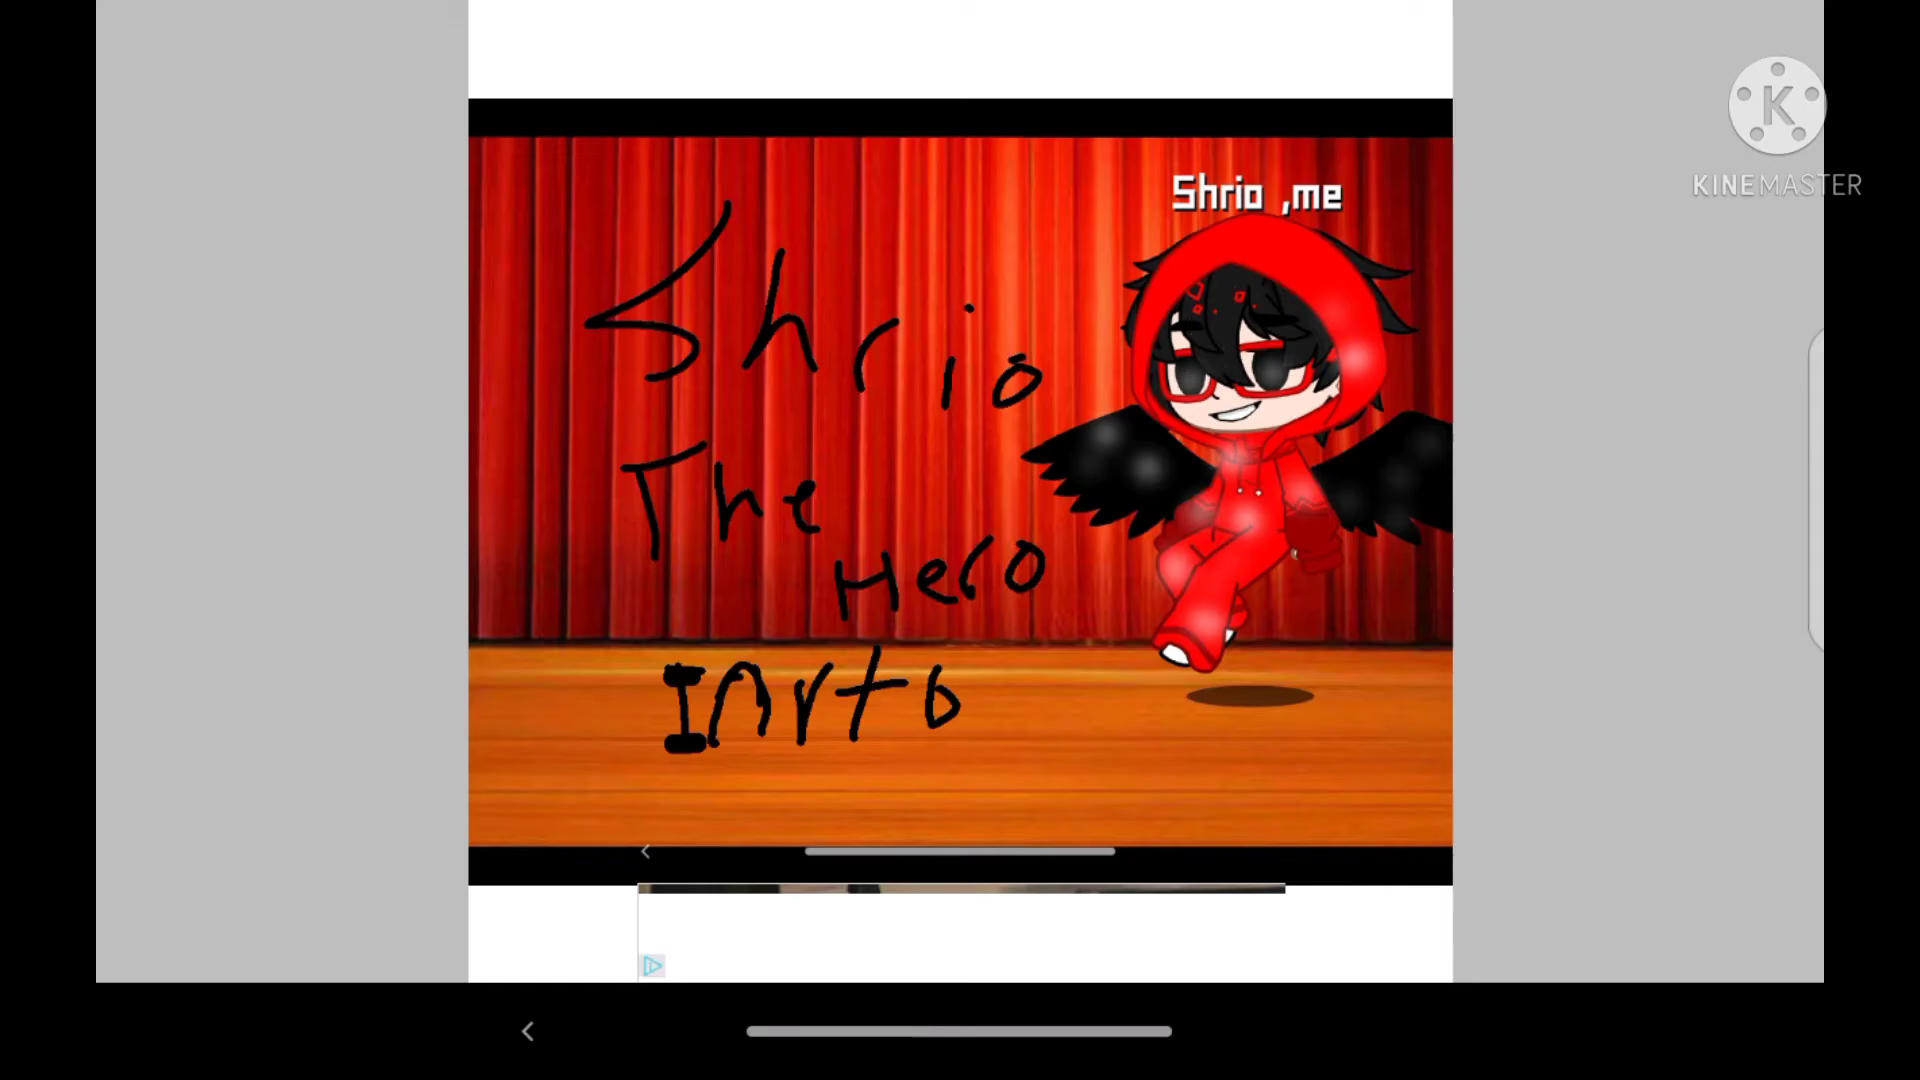 Shrio ,me
Shrio
The
Hero
Inrto
K
KINEMASTER